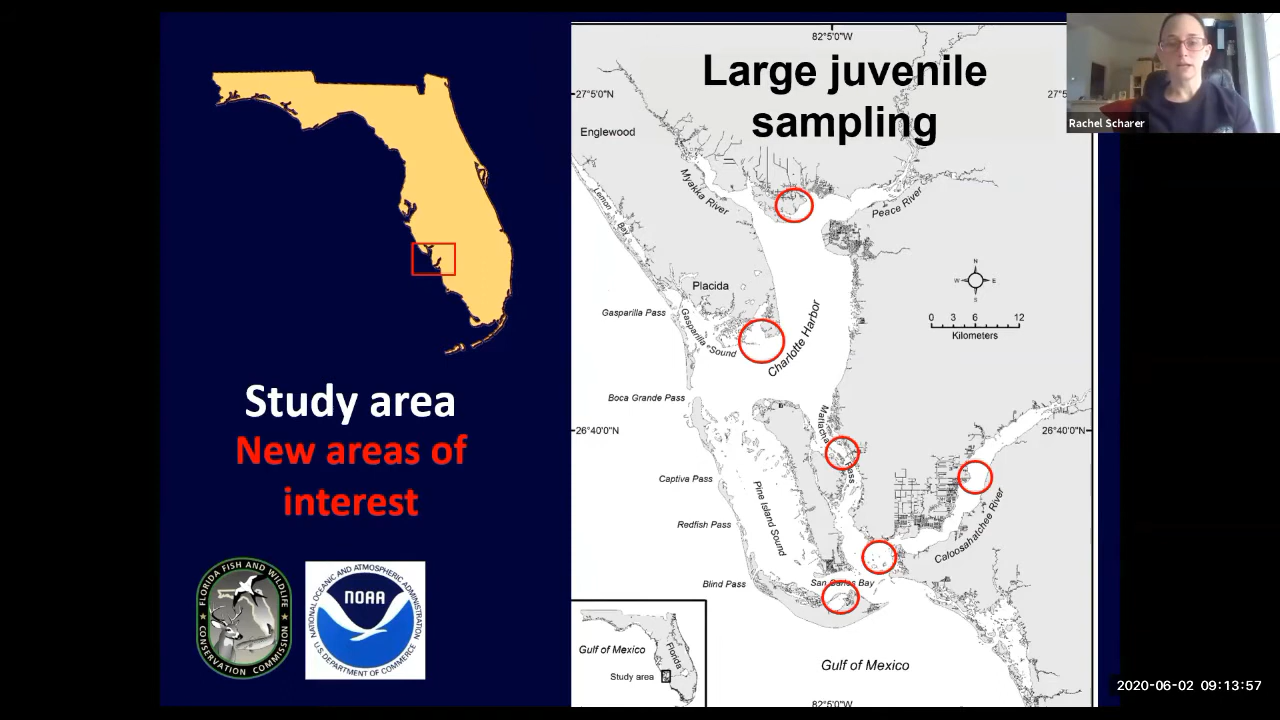 Study area
New areas of
interest
FLORIDA FISH AND WILDLIFE
CONSERVATION COMMISSION
NATIONAL OCEANIC AND ATMOSPHERIC ADMINISTRATION
NOAA
U.S. DEPARTMENT OF COMMERCE
82°5'0"W
Large juvenile
sampling
27°5'0"N
27°5
Englewood
Myakka River
Peace River
Lemon
Bay
Placida
Gasparilla Pass
Gasparilla Sound
Charlotte Harbor
N
W
E
S
0 3 6 12
Kilometers
Boca Grande Pass
Matlacha
Pass
26°40'0"N
26°40'0"N
Captiva Pass
Pine Island Sound
Redfish Pass
Caloosahatchee River
Blind Pass
San Carlos Bay
Gulf of Mexico
Gulf of Mexico
Florida
Study area
82°5'0"W
Rachel Scharer
2020-06-02 09:13:57